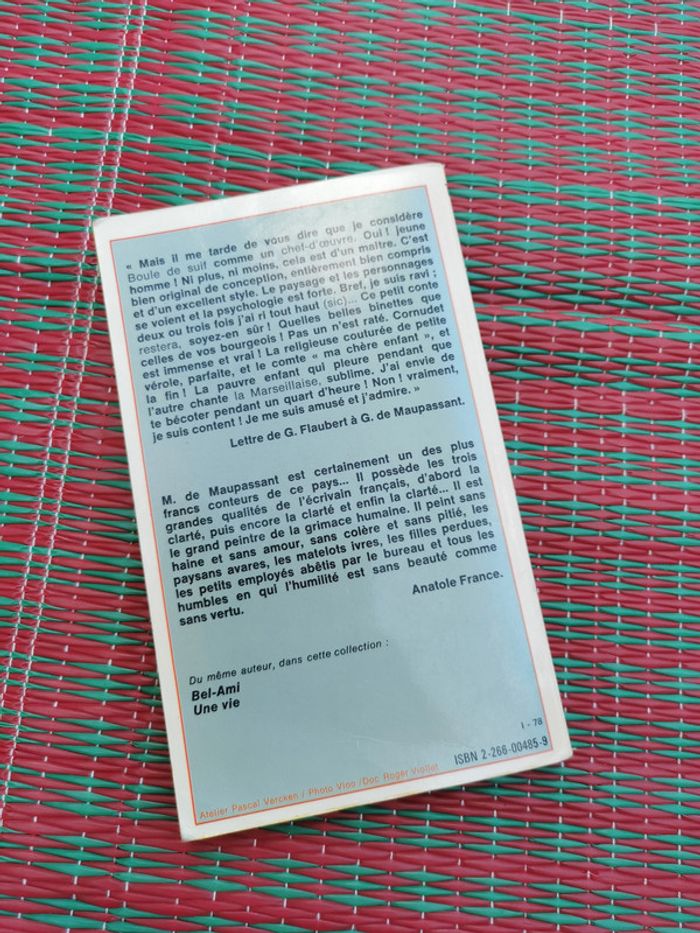 « Mais il me tarde de vous dire que je considère
Boule de suif comme un chef-d'œuvre. Oui ! jeune
homme ! Ni plus, ni moins, cela est d'un maître. C'est
bien original de conception, entièrement bien compris
et d'un excellent style. Le paysage et les personnages
se voient et la psychologie est forte. Bref, je suis ravi ;
deux ou trois fois j'ai ri tout haut (sic)... Ce petit conte
restera, soyez-en sûr ! Quelles belles binettes que
celles de vos bourgeois ! Pas un n'est raté. Cornudet
est immense et vrai ! La religieuse couturée de petite
vérole, parfaite, et le comte « ma chère enfant », et
la fin ! La pauvre enfant qui pleure pendant que
l'autre chante la Marseillaise, sublime. J'ai envie de
te bécoter pendant un quart d'heure ! Non ! vraiment,
je suis content ! Je me suis amusé et j'admire. »
Lettre de G. Flaubert à G. de Maupassant.
M. de Maupassant est certainement un des plus
francs conteurs de ce pays... Il possède les trois
grandes qualités de l'écrivain français, d'abord la
clarté, puis encore la clarté et enfin la clarté... Il est
le grand peintre de la grimace humaine. Il peint sans
haine et sans amour, sans colère et sans pitié, les
paysans avares, les matelots ivres, les filles perdues,
les petits employés abêtis par le bureau et tous les
humbles en qui l'humilité est sans beauté comme
sans vertu.
Anatole France.
Du même auteur, dans cette collection :
Bel-Ami
Une vie
I - 78
ISBN 2-266-00485-9
Atelier Pascal Vercken / Photo Vloo /Doc Roger Viollet